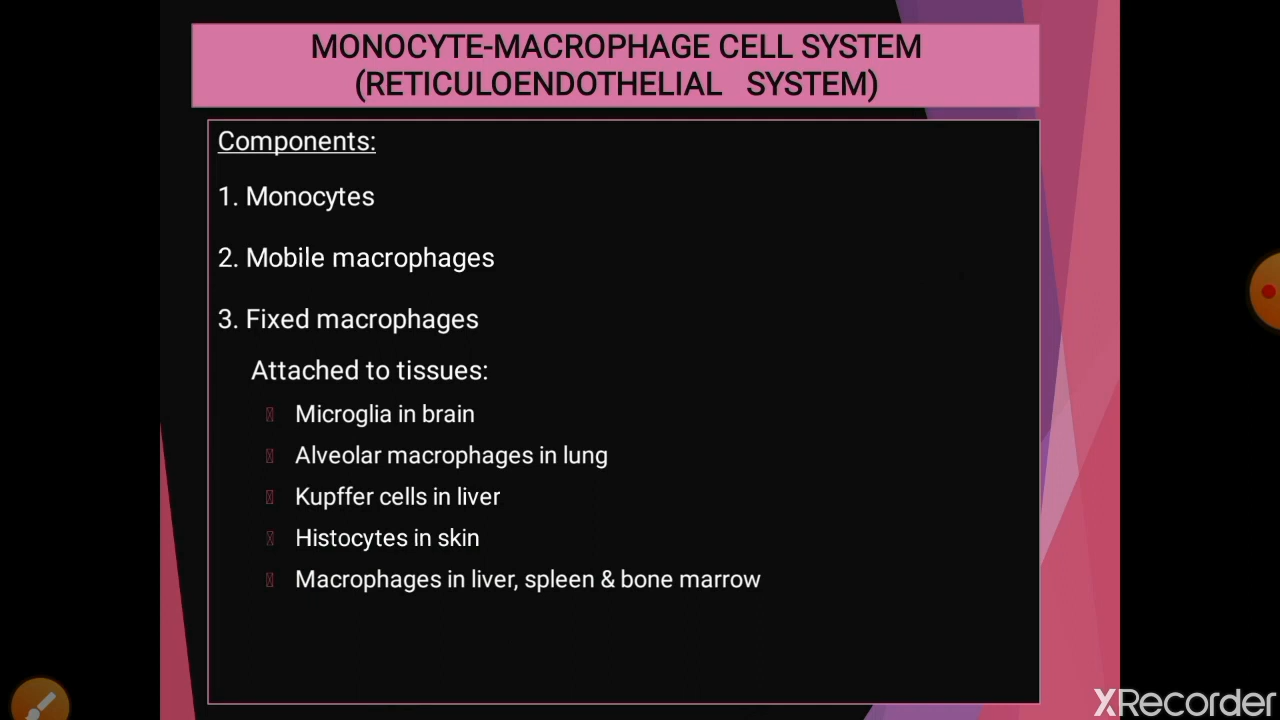 MONOCYTE-MACROPHAGE CELL SYSTEM
(RETICULOENDOTHELIAL SYSTEM)
Components:
1. Monocytes
2. Mobile macrophages
3. Fixed macrophages
Attached to tissues:
Microglia in brain
Alveolar macrophages in lung
Kupffer cells in liver
Histocytes in skin
Macrophages in liver, spleen & bone marrow
XRecorder